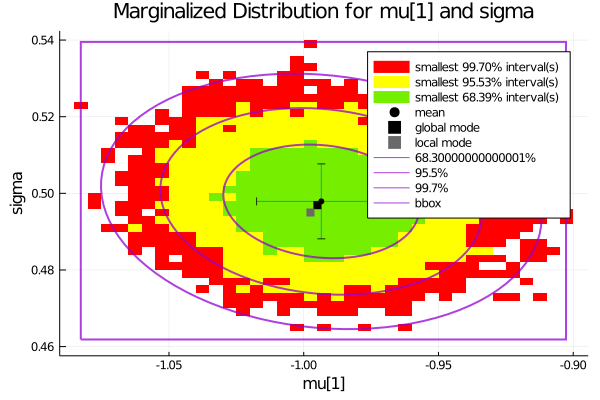 Marginalized Distribution for mu[1] and sigma
smallest 99.70% interval(s)
smallest 95.53% interval(s)
smallest 68.39% interval(s)
mean
global mode
local mode
68.30000000000001%
95.5%
99.7%
bbox
sigma
0.54
0.52
0.50
0.48
0.46
-1.05
-1.00
-0.95
-0.90
mu[1]